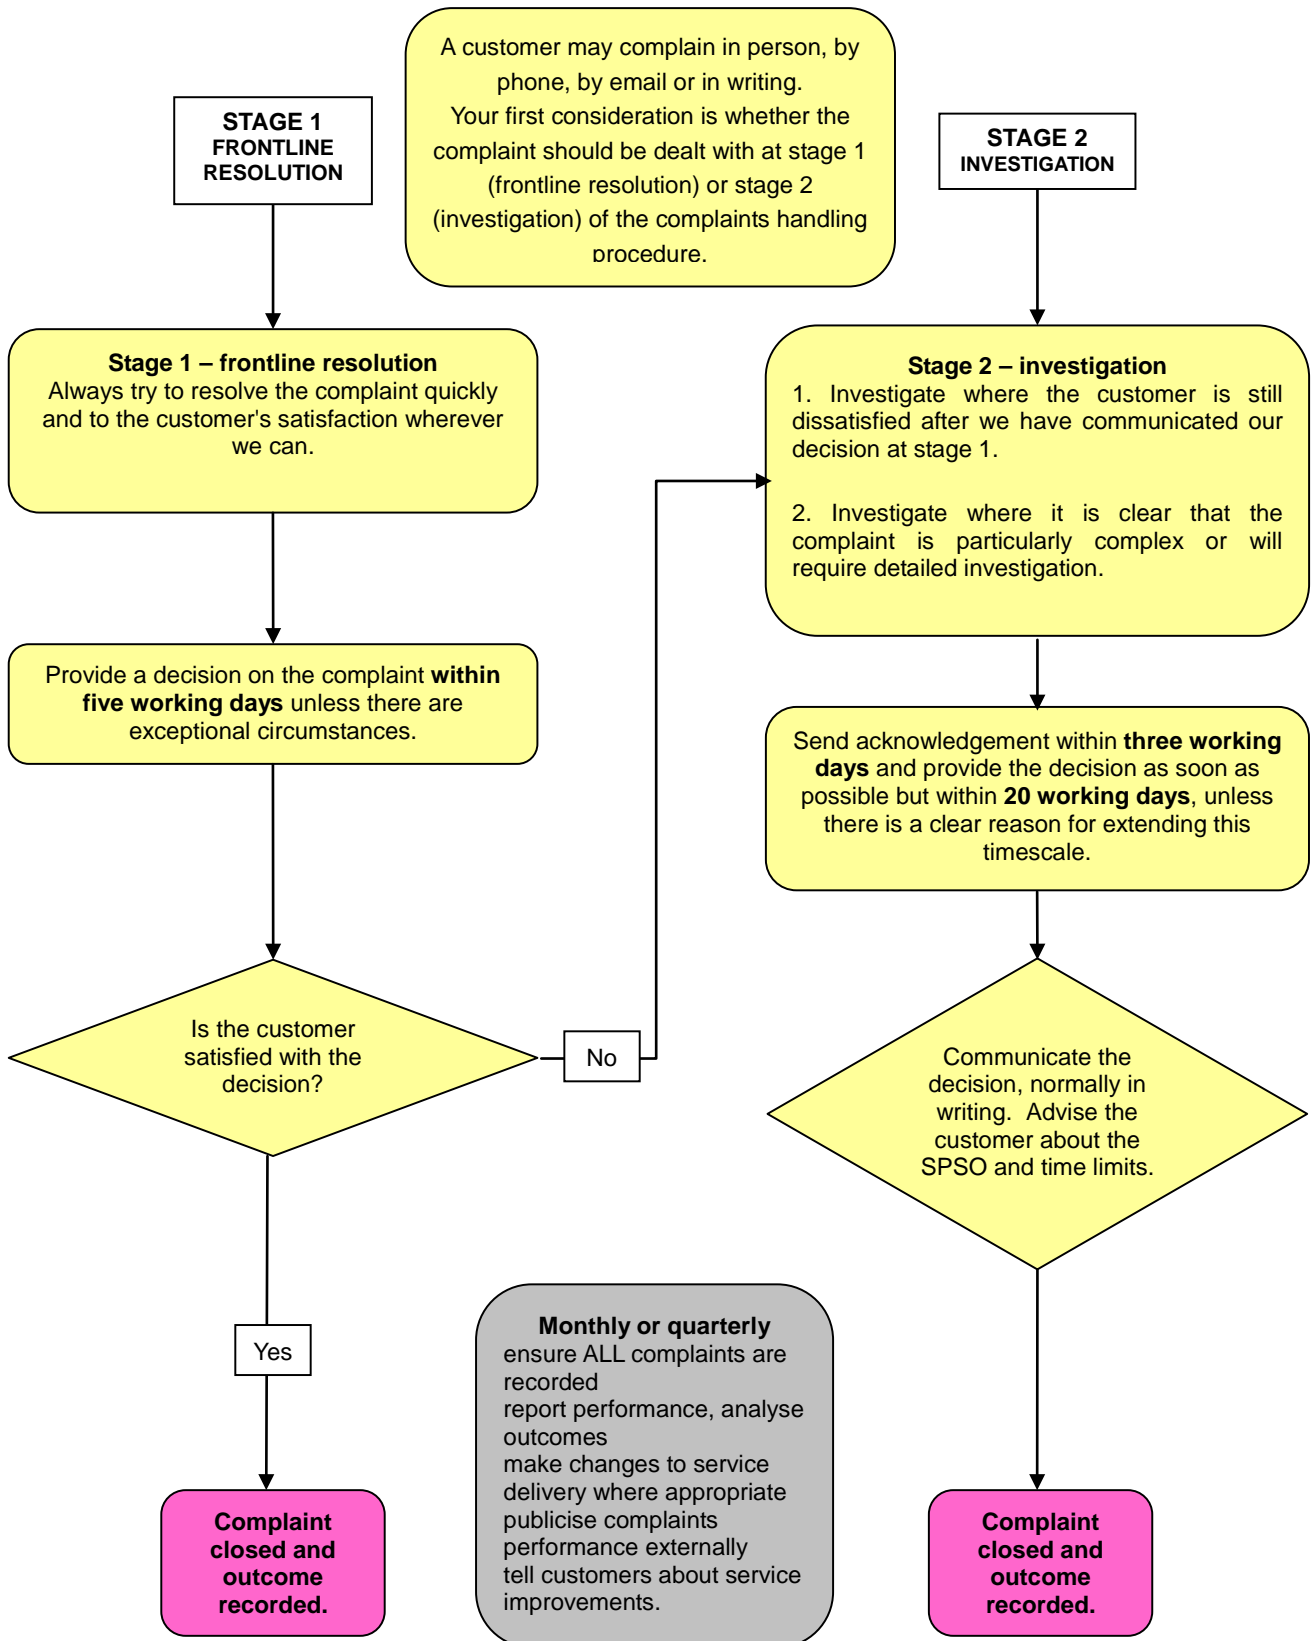 A customer may complain in person, by
phone, by email or in writing.
Your first consideration is whether the
complaint should be dealt with at stage 1
(frontline resolution) or stage 2
(investigation) of the complaints handling
procedure.
STAGE 1
FRONTLINE
RESOLUTION
STAGE 2
INVESTIGATION
Stage 1 – frontline resolution
Always try to resolve the complaint quickly
and to the customer's satisfaction wherever
we can.
Stage 2 – investigation
1. Investigate where the customer is still
dissatisfied after we have communicated our
decision at stage 1.
2. Investigate where it is clear that the
complaint is particularly complex or will
require detailed investigation.
Provide a decision on the complaint within
five working days unless there are
exceptional circumstances.
Send acknowledgement within three working
days and provide the decision as soon as
possible but within 20 working days, unless
there is a clear reason for extending this
timescale.
Is the customer
satisfied with the
decision?
No
Communicate the
decision, normally in
writing.  Advise the
customer about the
SPSO and time limits.
Yes
Monthly or quarterly
ensure ALL complaints are
recorded
report performance, analyse
outcomes
make changes to service
delivery where appropriate
publicise complaints
performance externally
tell customers about service
improvements.
Complaint
closed and
outcome
recorded.
Complaint
closed and
outcome
recorded.